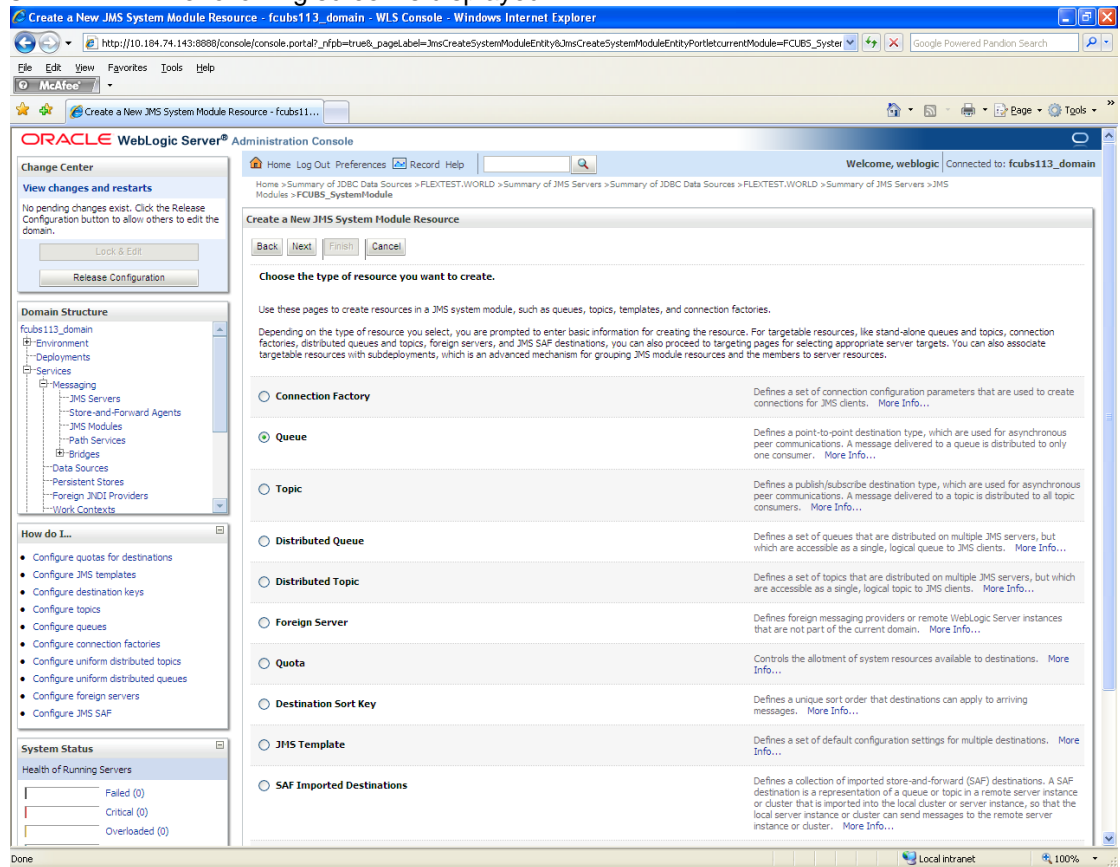 Create a New JMS System Module Resource - fcubs113_domain - WLS Console - Windows Internet Explorer
http://10.184.74.143:8888/console/console.portal?_nfpb=true&_pageLabel=JmsCreateSystemModuleEntity&JmsCreateSystemModuleEntityPortletcurrentModule=FCUBS_Syster
Google Powered Pandion Search
File Edit View Favorites Tools Help
McAfee
Create a New JMS System Module Resource - fcubs11...
Page Tools
ORACLE WebLogic Server® Administration Console
Change Center
View changes and restarts
No pending changes exist. Click the Release
Configuration button to allow others to edit the
domain.
Lock & Edit
Release Configuration
Domain Structure
fcubs113_domain
Environment
Deployments
Services
Messaging
JMS Servers
Store-and-Forward Agents
JMS Modules
Path Services
Bridges
Data Sources
Persistent Stores
Foreign JNDI Providers
Work Contexts
How do I...
Configure quotas for destinations
Configure JMS templates
Configure destination keys
Configure topics
Configure queues
Configure connection factories
Configure uniform distributed topics
Configure uniform distributed queues
Configure foreign servers
Configure JMS SAF
System Status
Health of Running Servers
Failed (0)
Critical (0)
Overloaded (0)
Home Log Out Preferences Record Help
Welcome, weblogic Connected to: fcubs113_domain
Home >Summary of JDBC Data Sources >FLEXTEST.WORLD >Summary of JMS Servers >Summary of JDBC Data Sources >FLEXTEST.WORLD >Summary of JMS Servers >JMS
Modules >FCUBS_SystemModule
Create a New JMS System Module Resource
Back Next Finish Cancel
Choose the type of resource you want to create.
Use these pages to create resources in a JMS system module, such as queues, topics, templates, and connection factories.
Depending on the type of resource you select, you are prompted to enter basic information for creating the resource. For targetable resources, like stand-alone queues and topics, connection
factories, distributed queues and topics, foreign servers, and JMS SAF destinations, you can also proceed to targeting pages for selecting appropriate server targets. You can also associate
targetable resources with subdeployments, which is an advanced mechanism for grouping JMS module resources and the members to server resources.
Connection Factory
Defines a set of connection configuration parameters that are used to create
connections for JMS clients. More Info...
Queue
Defines a point-to-point destination type, which are used for asynchronous
peer communications. A message delivered to a queue is distributed to only
one consumer. More Info...
Topic
Defines a publish/subscribe destination type, which are used for asynchronous
peer communications. A message delivered to a topic is distributed to all topic
consumers. More Info...
Distributed Queue
Defines a set of queues that are distributed on multiple JMS servers, but
which are accessible as a single, logical queue to JMS clients. More Info...
Distributed Topic
Defines a set of topics that are distributed on multiple JMS servers, but which
are accessible as a single, logical topic to JMS clients. More Info...
Foreign Server
Defines foreign messaging providers or remote WebLogic Server instances
that are not part of the current domain. More Info...
Quota
Controls the allotment of system resources available to destinations. More
Info...
Destination Sort Key
Defines a unique sort order that destinations can apply to arriving
messages. More Info...
JMS Template
Defines a set of default configuration settings for multiple destinations. More
Info...
SAF Imported Destinations
Defines a collection of imported store-and-forward (SAF) destinations. A SAF
destination is a representation of a queue or topic in a remote server instance
or cluster that is imported into the local cluster or server instance, so that the
local server instance or cluster can send messages to the remote server
instance or cluster. More Info...
Done
Local intranet
100%